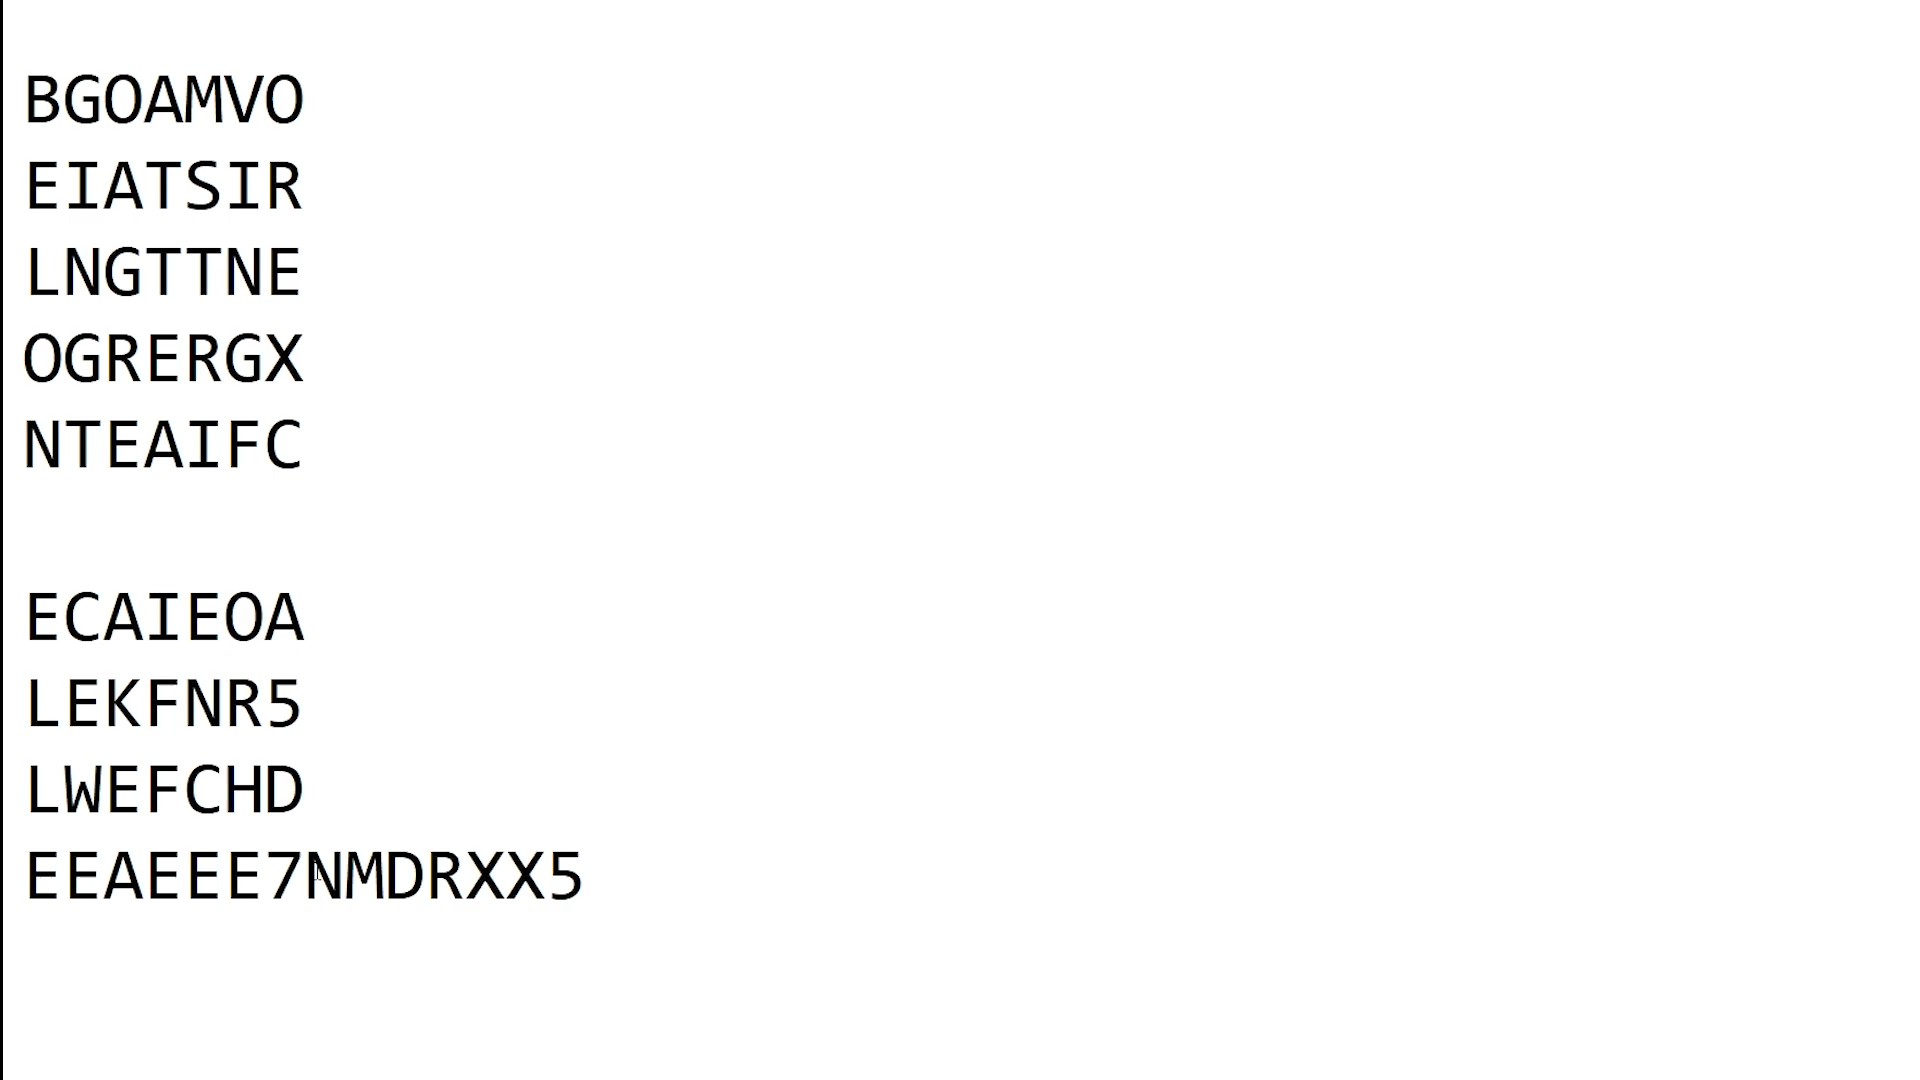 BGOAMVO
EIATSIR
LNGTTNE
OGRERGX
NTEAIFC
ECAIEOA
LEKFNR5
LWEFCHD
EEAEEE7NMDRXX5